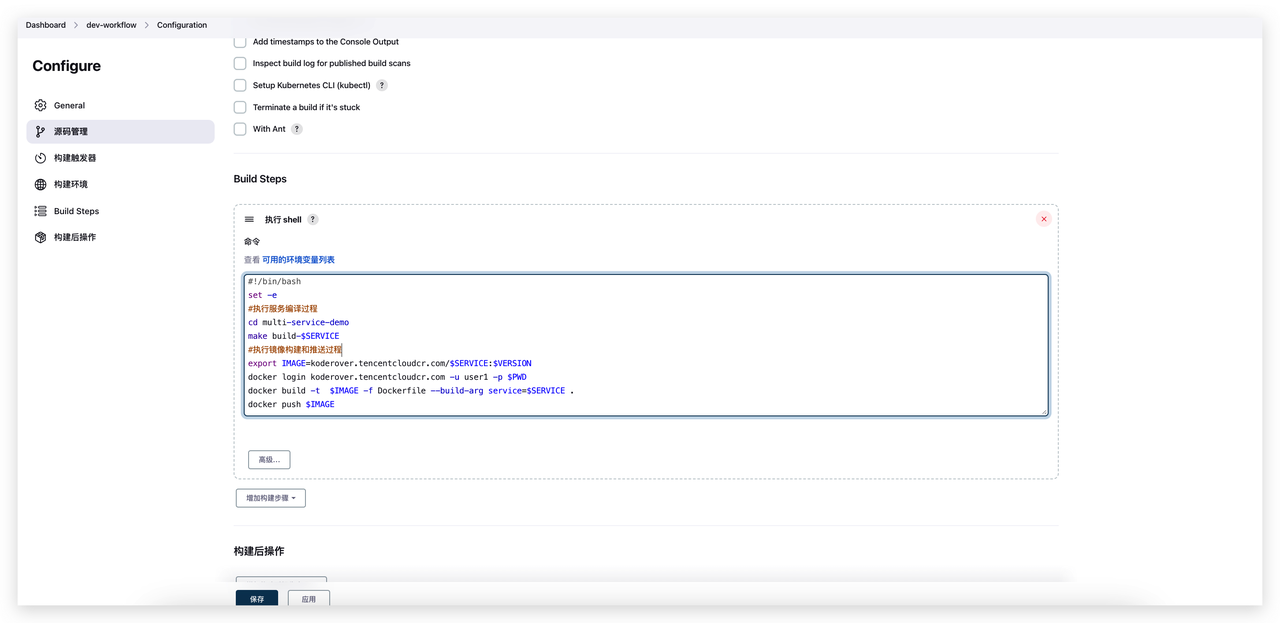 Dashboard > dev-workflow > Configuration
Configure
General
源码管理
构建触发器
构建环境
Build Steps
构建后操作
Add timestamps to the Console Output
Inspect build log for published build scans
Setup Kubernetes CLI (kubectl) ?
Terminate a build if it's stuck
With Ant ?
Build Steps
执行 shell ?
命令
查看 可用的环境变量列表
#!/bin/bash
set -e
#执行服务编译过程
cd multi-service-demo
make build-$SERVICE
#执行镜像构建和推送过程
export IMAGE=koderover.tencentcloudcr.com/$SERVICE:$VERSION
docker login koderover.tencentcloudcr.com -u user1 -p $PWD
docker build -t  $IMAGE -f Dockerfile --build-arg service=$SERVICE .
docker push $IMAGE
高级...
增加构建步骤
构建后操作
保存
应用